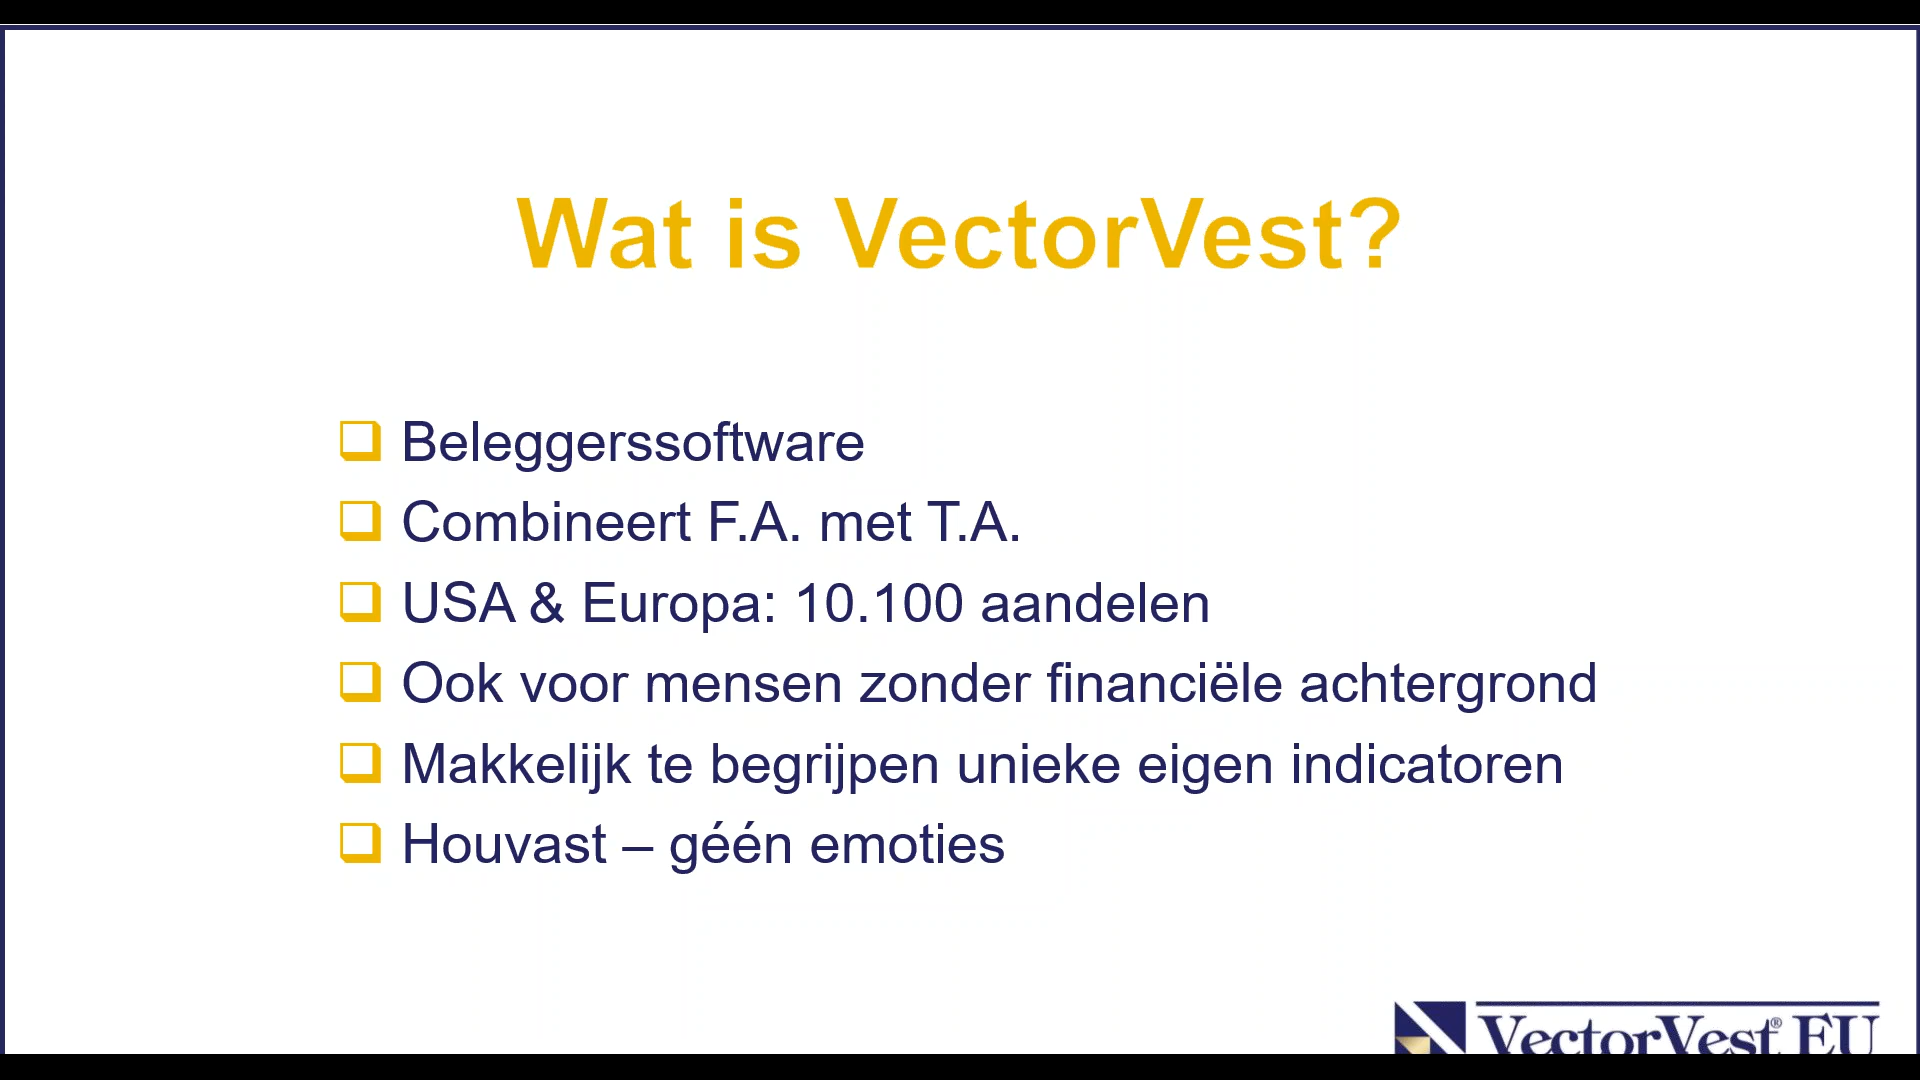 Wat is VectorVest?
Beleggerssoftware
Combineert F.A. met T.A.
USA & Europa: 10.100 aandelen
Ook voor mensen zonder financiële achtergrond
Makkelijk te begrijpen unieke eigen indicatoren
Houvast – géén emoties
VectorVest® EU